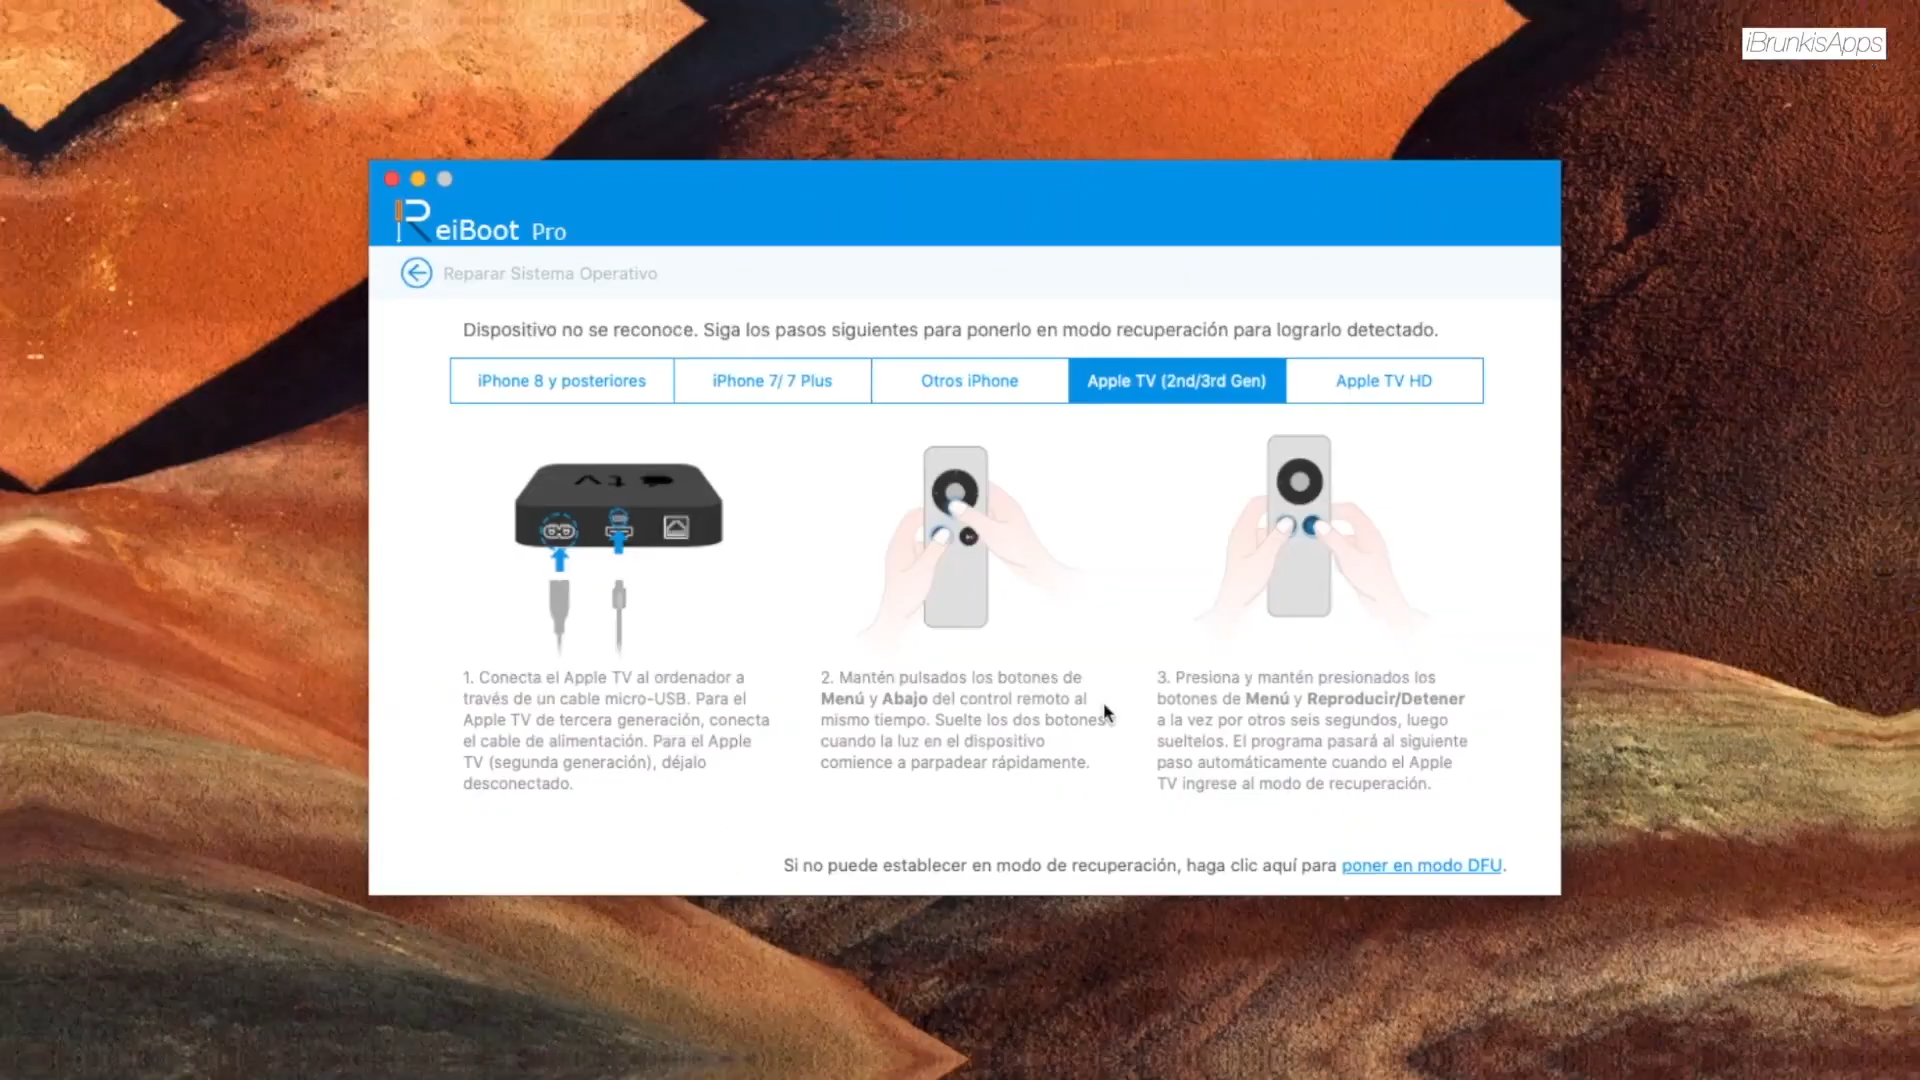 iBrunkisApps
ReiBoot Pro
Reparar Sistema Operativo
Dispositivo no se reconoce. Siga los pasos siguientes para ponerlo en modo recuperación para lograrlo detectado.
iPhone 8 y posteriores
iPhone 7/ 7 Plus
Otros iPhone
Apple TV (2nd/3rd Gen)
Apple TV HD
tv
1. Conecta el Apple TV al ordenador a
través de un cable micro-USB. Para el
Apple TV de tercera generación, conecta
el cable de alimentación. Para el Apple
TV (segunda generación), déjalo
desconectado.
2. Mantén pulsados los botones de
Menú y Abajo del control remoto al
mismo tiempo. Suelte los dos botones
cuando la luz en el dispositivo
comience a parpadear rápidamente.
3. Presiona y mantén presionados los
botones de Menú y Reproducir/Detener
a la vez por otros seis segundos, luego
sueltelos. El programa pasará al siguiente
paso automáticamente cuando el Apple
TV ingrese al modo de recuperación.
Si no puede establecer en modo de recuperación, haga clic aquí para poner en modo DFU.